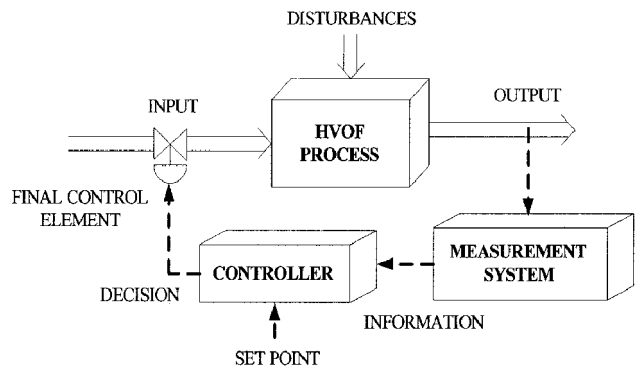 DISTURBANCES
INPUT
OUTPUT
HVOF
PROCESS
FINAL CONTROL
ELEMENT
MEASUREMENT
SYSTEM
CONTROLLER
DECISION
INFORMATION
SET POINT